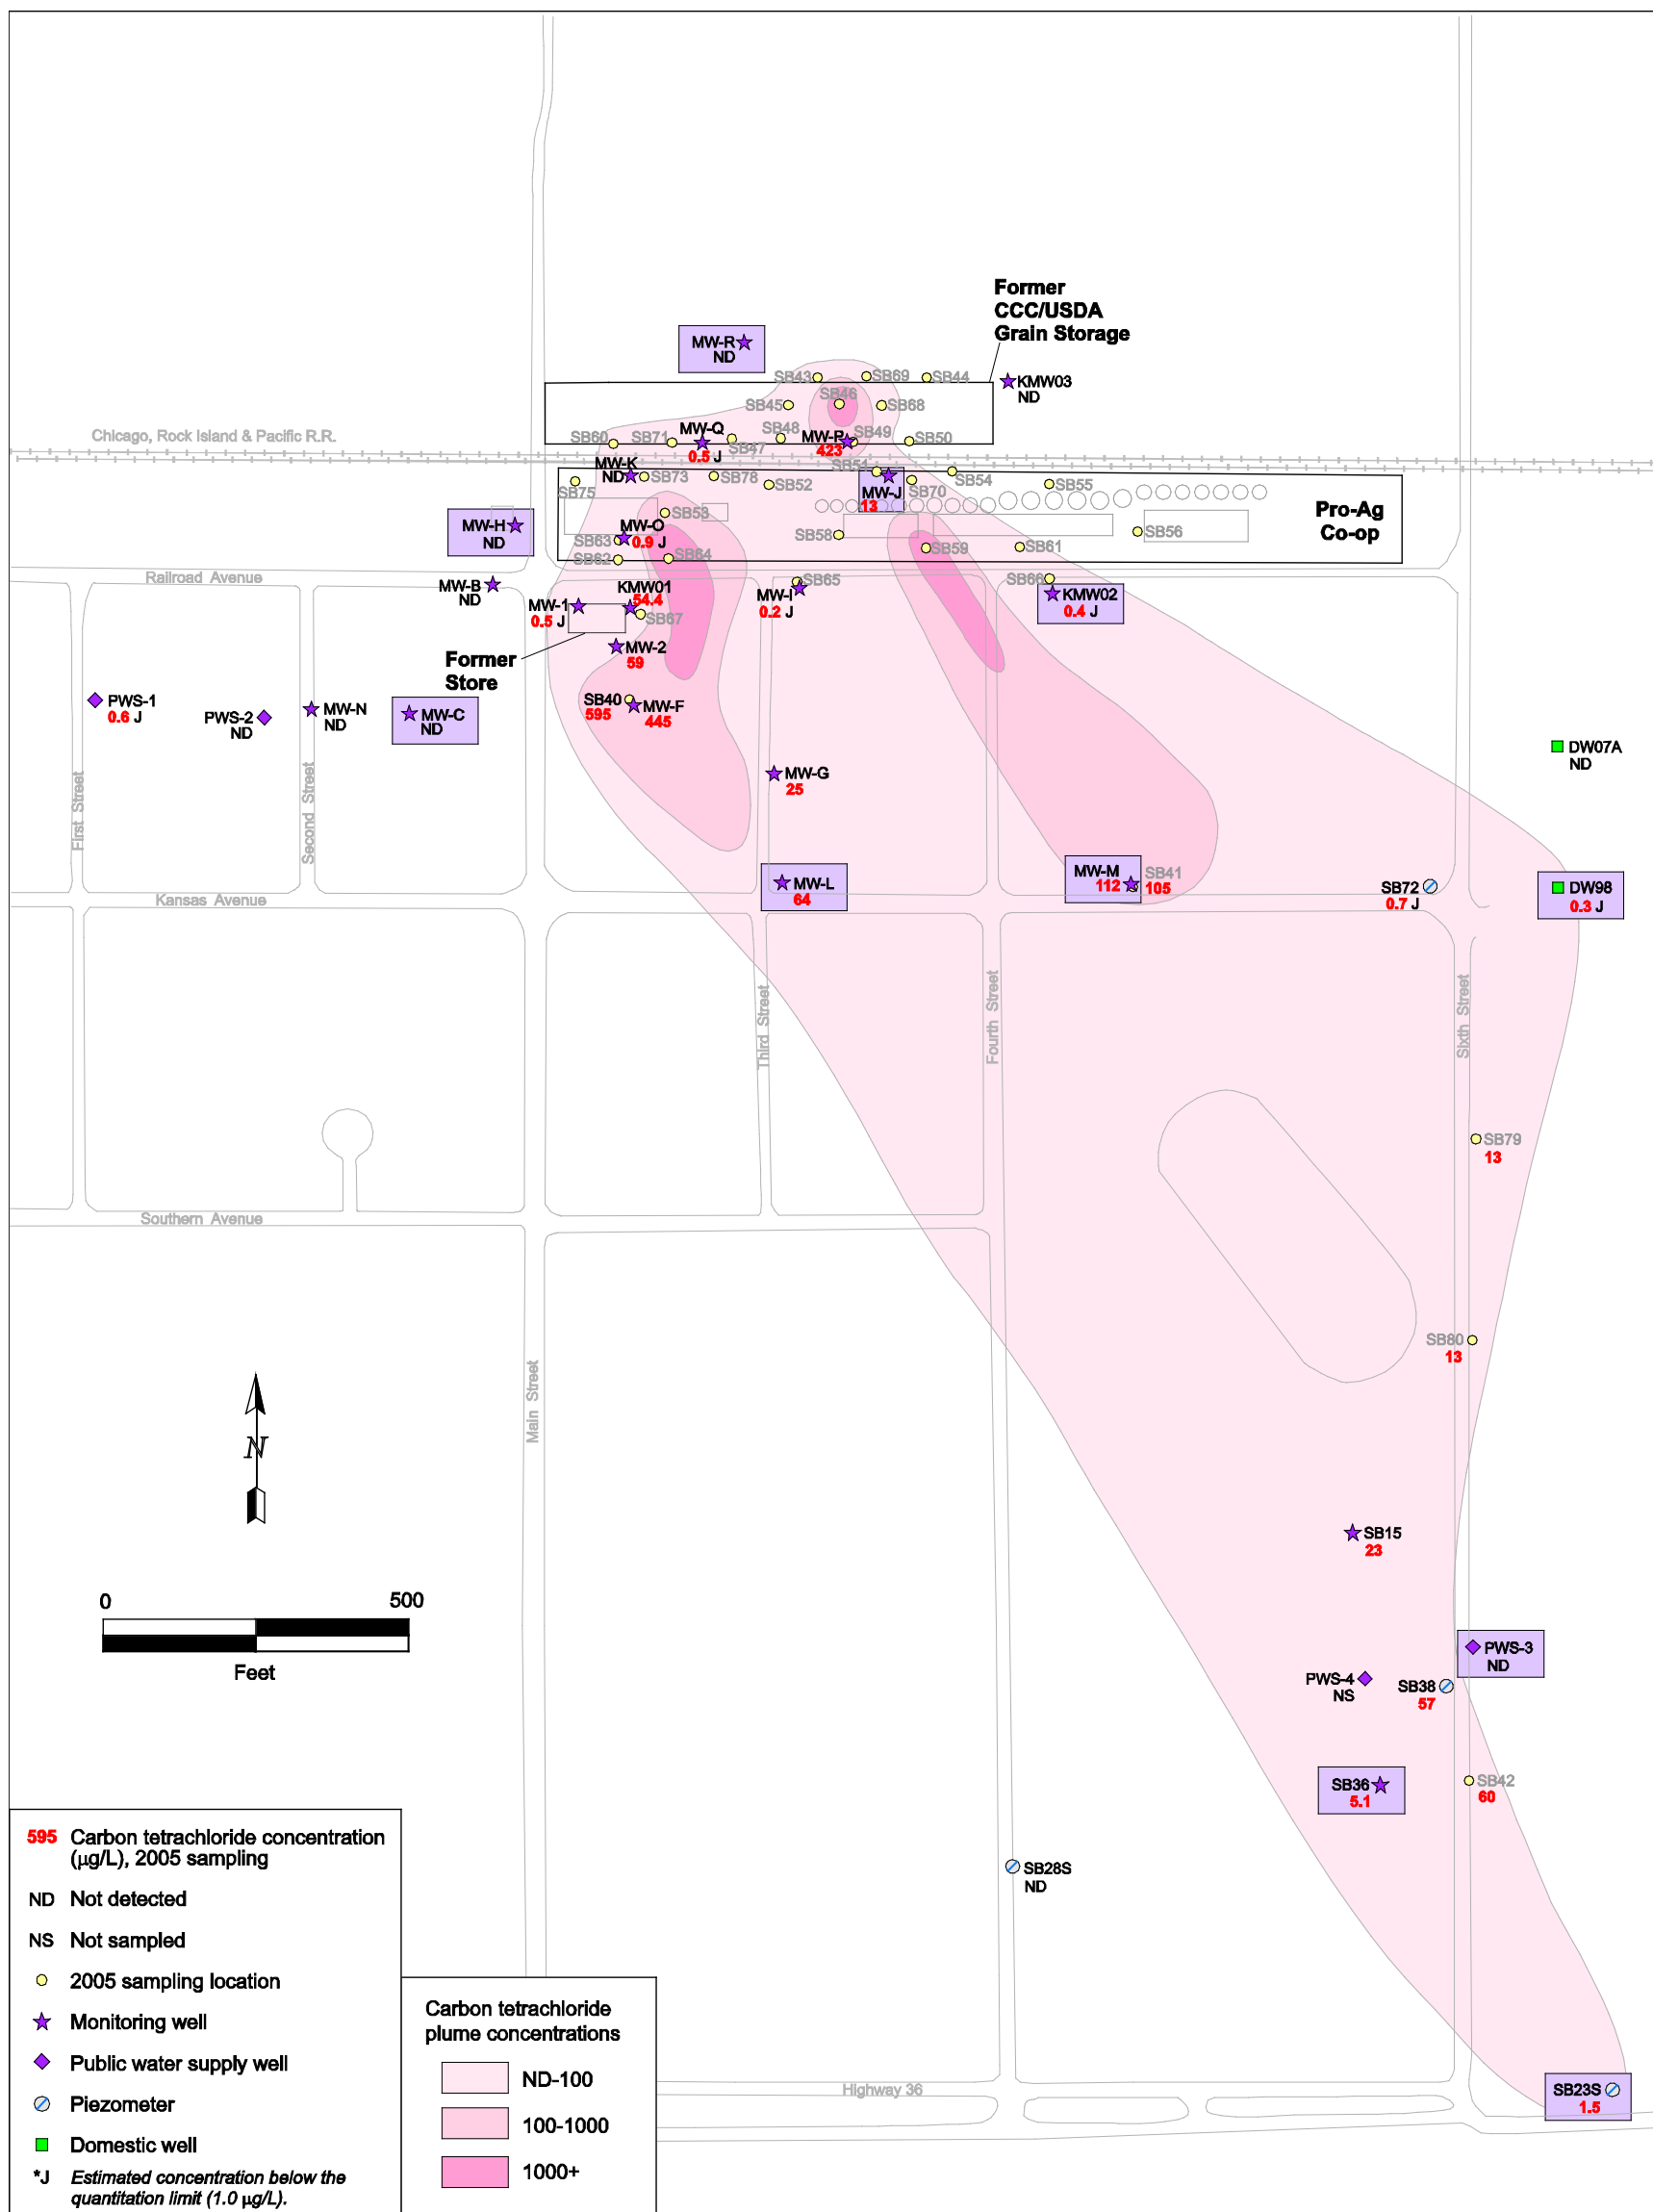 Former
CCC/USDA
Grain Storage
MW-R
ND
SB43
SB69
SB44
KMW03
ND
SB45
SB46
SB68
Chicago, Rock Island & Pacific R.R.
SB60
SB71
MW-Q
0.5 J
SB47
SB48
MW-P
423
SB49
SB50
MW-K
ND
SB73
SB78
SB52
SB51
MW-J
13
SB70
SB54
SB55
SB75
Pro-Ag
Co-op
MW-H
ND
SB53
MW-O
0.9 J
SB63
SB58
SB56
SB62
SB64
SB59
SB61
Railroad Avenue
MW-B
ND
KMW01
54.4
MW-1
0.5 J
SB67
SB65
MW-I
0.2 J
SB66
KMW02
0.4 J
MW-2
59
Former
Store
PWS-1
0.6 J
PWS-2
ND
MW-N
ND
MW-C
ND
SB40
595
MW-F
445
DW07A
ND
MW-G
25
First Street
Second Street
MW-L
64
MW-M
112
SB41
105
SB72
0.7 J
DW98
0.3 J
Kansas Avenue
Third Street
Fourth Street
Sixth Street
SB79
13
Southern Avenue
SB80
13
Main Street
N
SB15
23
0
500
Feet
PWS-3
ND
PWS-4
NS
SB38
57
SB36
5.1
SB42
60
SB28S
ND
595 Carbon tetrachloride concentration
(µg/L), 2005 sampling
ND Not detected
NS Not sampled
2005 sampling location
Monitoring well
Public water supply well
Piezometer
Domestic well
*J Estimated concentration below the
quantitation limit (1.0 µg/L).
Carbon tetrachloride
plume concentrations
ND-100
100-1000
1000+
Highway 36
SB23S
1.5